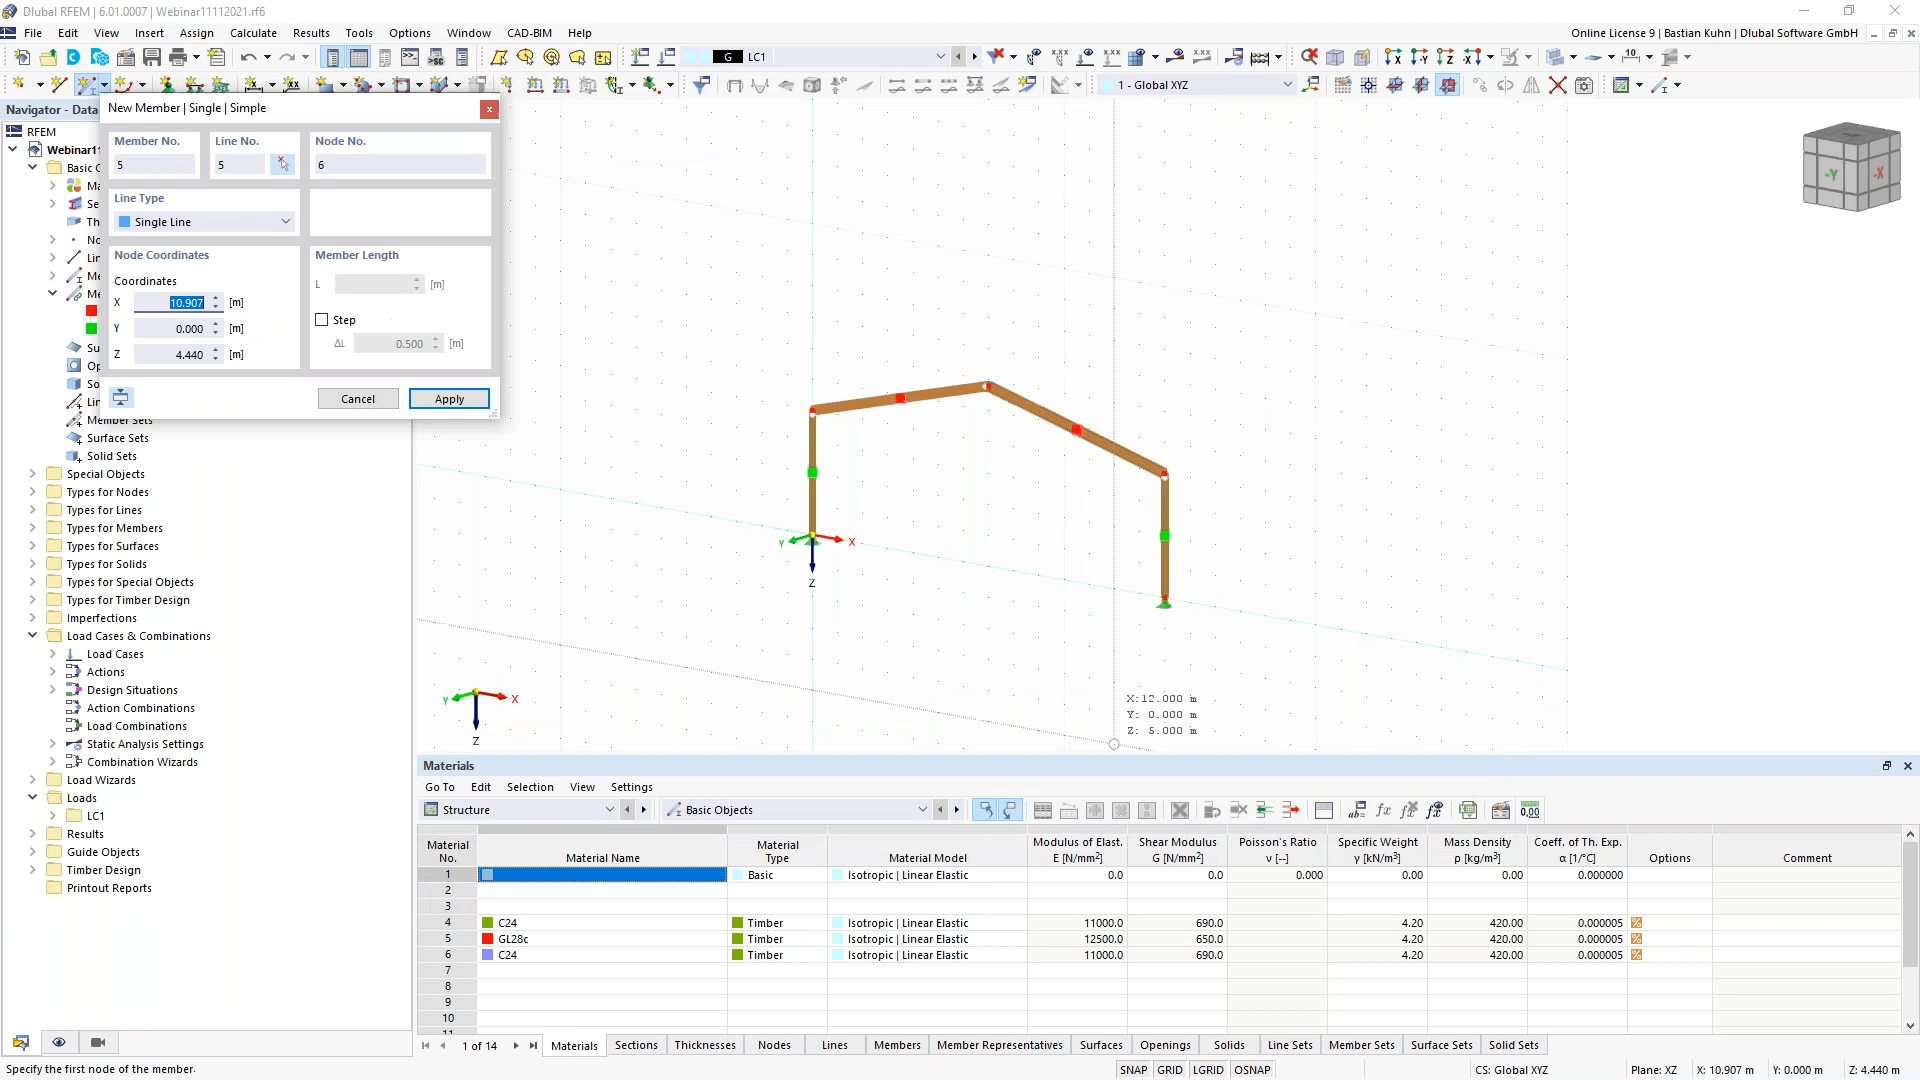 Dlubal RFEM | 6.01.0007 | Webinar11112021.rf6
File Edit View Insert Assign Calculate Results Tools Options Window CAD-BIM Help
Online License 9 | Bastian Kuhn | Dlubal Software GmbH
G LC1
1 - Global XYZ
Navigator - Data
RFEM
Webinar11
Basic O
Ma
Se
Th
No
Lin
Me
Me
Su
Op
So
Lin
Member Sets
Surface Sets
Solid Sets
Special Objects
Types for Nodes
Types for Lines
Types for Members
Types for Surfaces
Types for Solids
Types for Special Objects
Types for Timber Design
Imperfections
Load Cases & Combinations
Load Cases
Actions
Design Situations
Action Combinations
Load Combinations
Static Analysis Settings
Combination Wizards
Load Wizards
Loads
LC1
Results
Guide Objects
Timber Design
Printout Reports
New Member | Single | Simple
Member No. Line No. Node No.
5 5 6
Line Type
Single Line
Node Coordinates Member Length
Coordinates
L [m]
X 10.907 [m]
Step
Y 0.000 [m]
ΔL 0.500 [m]
Z 4.440 [m]
Cancel Apply
-Y -X
Y X
Z
Y X
Z
X:12.000 m
Y: 0.000 m
Z: 5.000 m
Materials
Go To Edit Selection View Settings
Structure Basic Objects
Material No. Material Name Material Type Material Model Modulus of Elast. E [N/mm²] Shear Modulus G [N/mm²] Poisson's Ratio ν [--] Specific Weight γ [kN/m³] Mass Density ρ [kg/m³] Coeff. of Th. Exp. α [1/°C] Options Comment
1 Basic Isotropic | Linear Elastic 0.0 0.0 0.000 0.00 0.00 0.000000
2
3
4 C24 Timber Isotropic | Linear Elastic 11000.0 690.0 4.20 420.00 0.000005
5 GL28c Timber Isotropic | Linear Elastic 12500.0 650.0 4.20 420.00 0.000005
6 C24 Timber Isotropic | Linear Elastic 11000.0 690.0 4.20 420.00 0.000005
7
8
9
10
11
1 of 14 Materials Sections Thicknesses Nodes Lines Members Member Representatives Surfaces Openings Solids Line Sets Member Sets Surface Sets Solid Sets
Specify the first node of the member.
SNAP GRID LGRID OSNAP CS: Global XYZ Plane: XZ X: 10.907 m Y: 0.000 m Z: 4.440 m